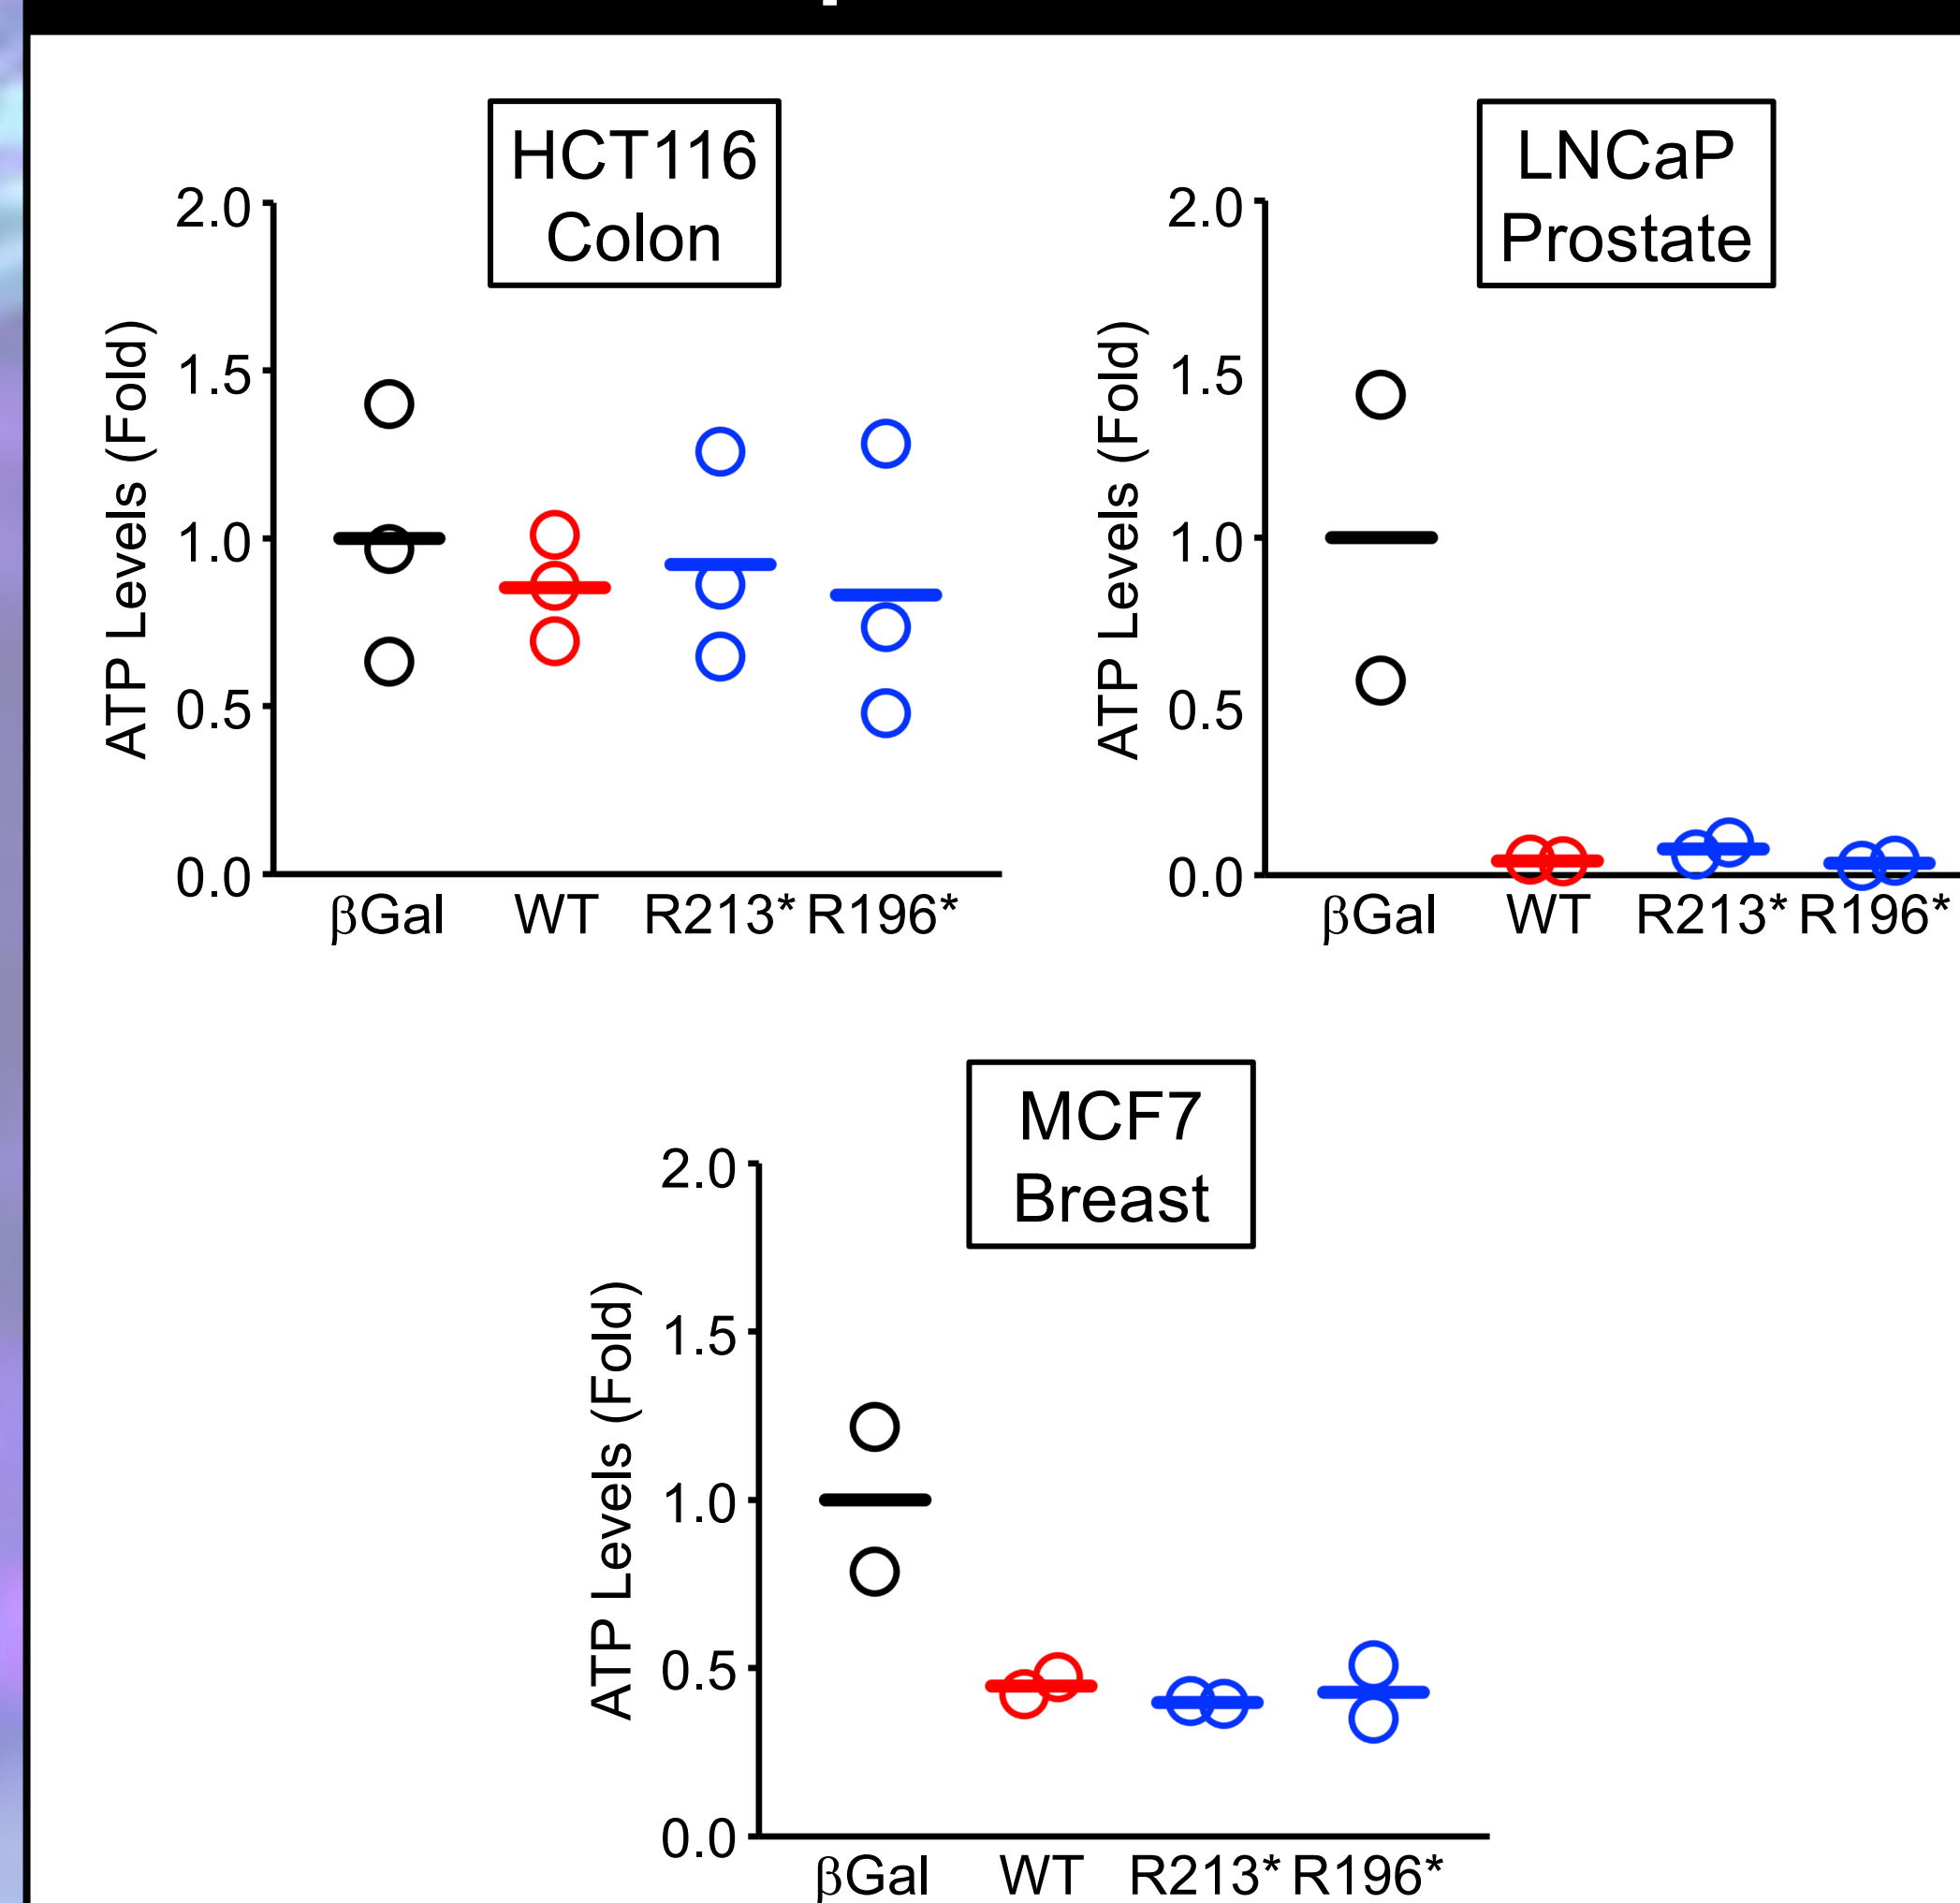 HCT116
Colon
ATP Levels (Fold)
2.0
1.5
1.0
0.5
0.0
βGal WT R213* R196*
LNCaP
Prostate
ATP Levels (Fold)
2.0
1.5
1.0
0.5
0.0
βGal WT R213* R196*
MCF7
Breast
ATP Levels (Fold)
2.0
1.5
1.0
0.5
0.0
βGal WT R213* R196*